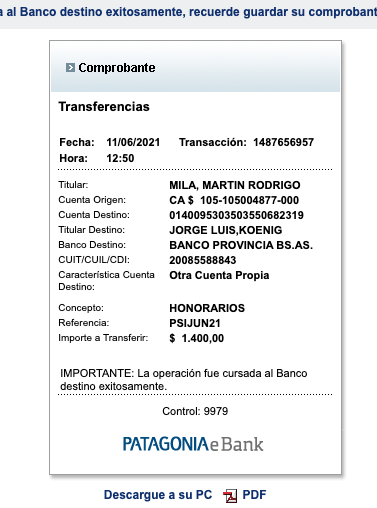 a al Banco destino exitosamente, recuerde guardar su comprobant
Comprobante
Transferencias
Fecha: 11/06/2021 Transacción: 1487656957
Hora: 12:50
Titular: MILA, MARTIN RODRIGO
Cuenta Origen: CA $ 105-105004877-000
Cuenta Destino: 0140095303503550682319
Titular Destino: JORGE LUIS,KOENIG
Banco Destino: BANCO PROVINCIA BS.AS.
CUIT/CUIL/CDI: 20085588843
Característica Cuenta Otra Cuenta Propia
Destino:
Concepto: HONORARIOS
Referencia: PSIJUN21
Importe a Transferir: $ 1.400,00
IMPORTANTE: La operación fue cursada al Banco
destino exitosamente.
Control: 9979
PATAGONIAeBank
Descargue a su PC PDF